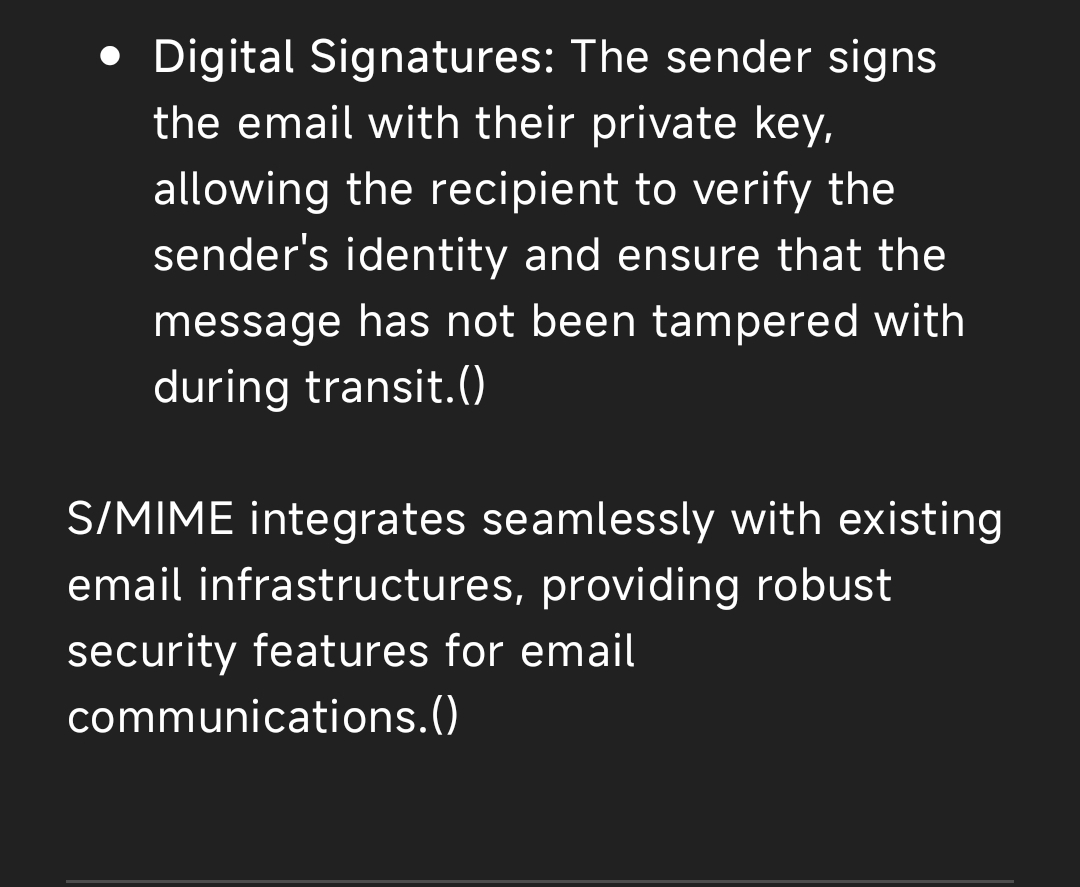 • Digital Signatures: The sender signs
the email with their private key,
allowing the recipient to verify the
sender's identity and ensure that the
message has not been tampered with
during transit.()
S/MIME integrates seamlessly with existing
email infrastructures, providing robust
security features for email
communications.()